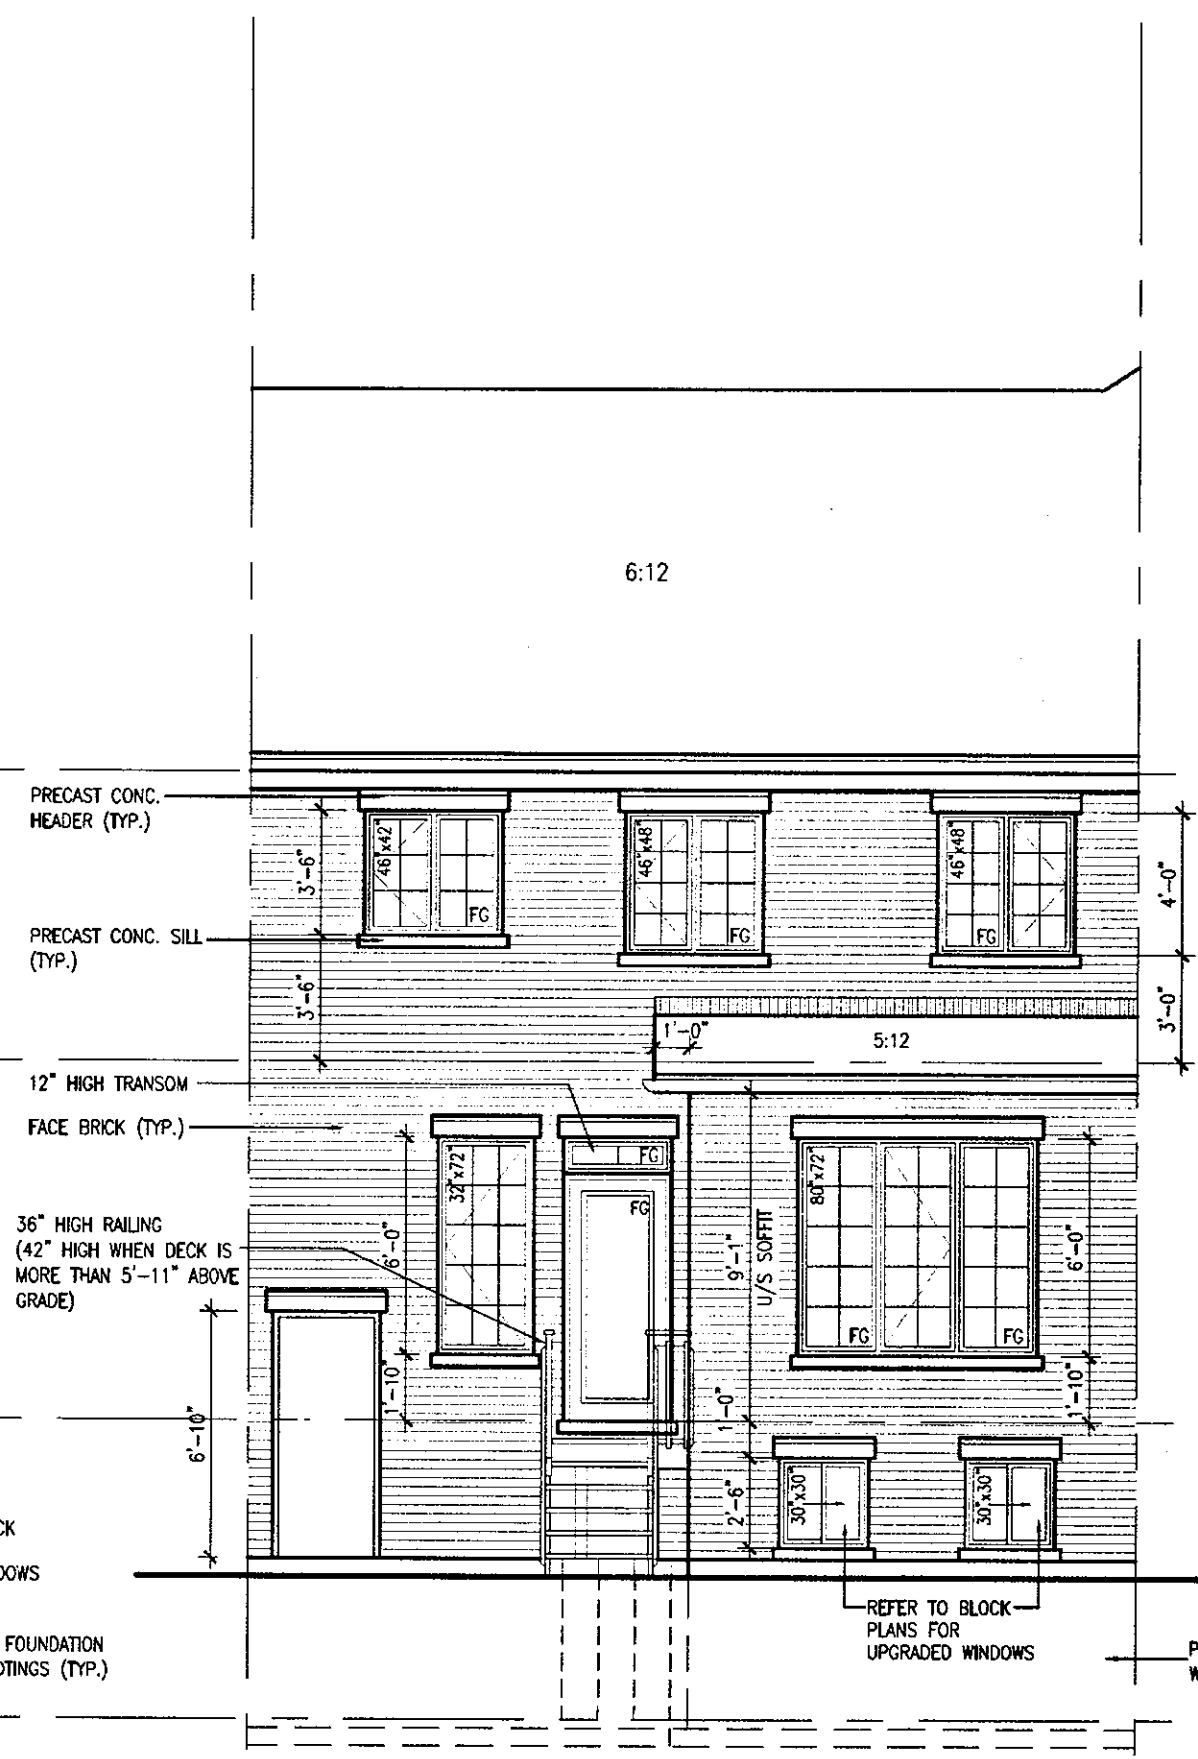 6:12
PRECAST CONC.
HEADER (TYP.)
46"x42"
46"x48"
46"x48"
3'-6"
4'-0"
FG
FG
FG
PRECAST CONC. SILL
(TYP.)
3'-6"
3'-0"
1'-0"
5:12
12" HIGH TRANSOM
FACE BRICK (TYP.)
FG
32"x72"
80"x72"
FG
36" HIGH RAILING
(42" HIGH WHEN DECK IS
MORE THAN 5'-11" ABOVE
GRADE)
6'-0"
9'-1"
U/S SOFFIT
6'-0"
FG
FG
1'-10"
1'-0"
1'-10"
6'-10"
2'-6"
30"x30"
30"x30"
CK
DOWS
REFER TO BLOCK
PLANS FOR
UPGRADED WINDOWS
FOUNDATION
OTINGS (TYP.)
P
W